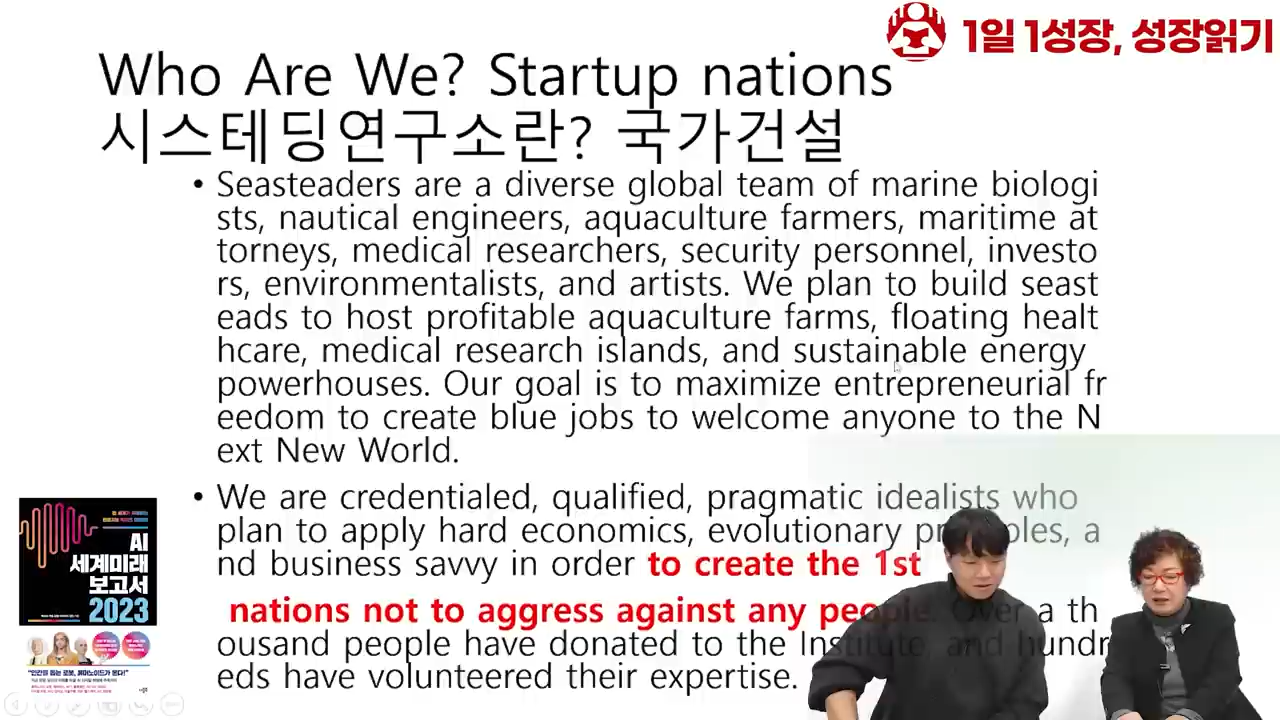 1일 1성장, 성장읽기
Who Are We? Startup nations
시스테딩연구소란? 국가건설
• Seasteaders are a diverse global team of marine biologi
sts, nautical engineers, aquaculture farmers, maritime at
torneys, medical researchers, security personnel, investo
rs, environmentalists, and artists. We plan to build seast
eads to host profitable aquaculture farms, floating healt
hcare, medical research islands, and sustainable energy
powerhouses. Our goal is to maximize entrepreneurial fr
eedom to create blue jobs to welcome anyone to the N
ext New World.
• We are credentialed, qualified, pragmatic idealists who
plan to apply hard economics, evolutionary a
nd business savvy in order to create the 1st
nations not to aggress against any people. Over a th
ousand people have donated to the Institute, and hundr
eds have volunteered their expertise.
AI
세계미래
보고서
2023